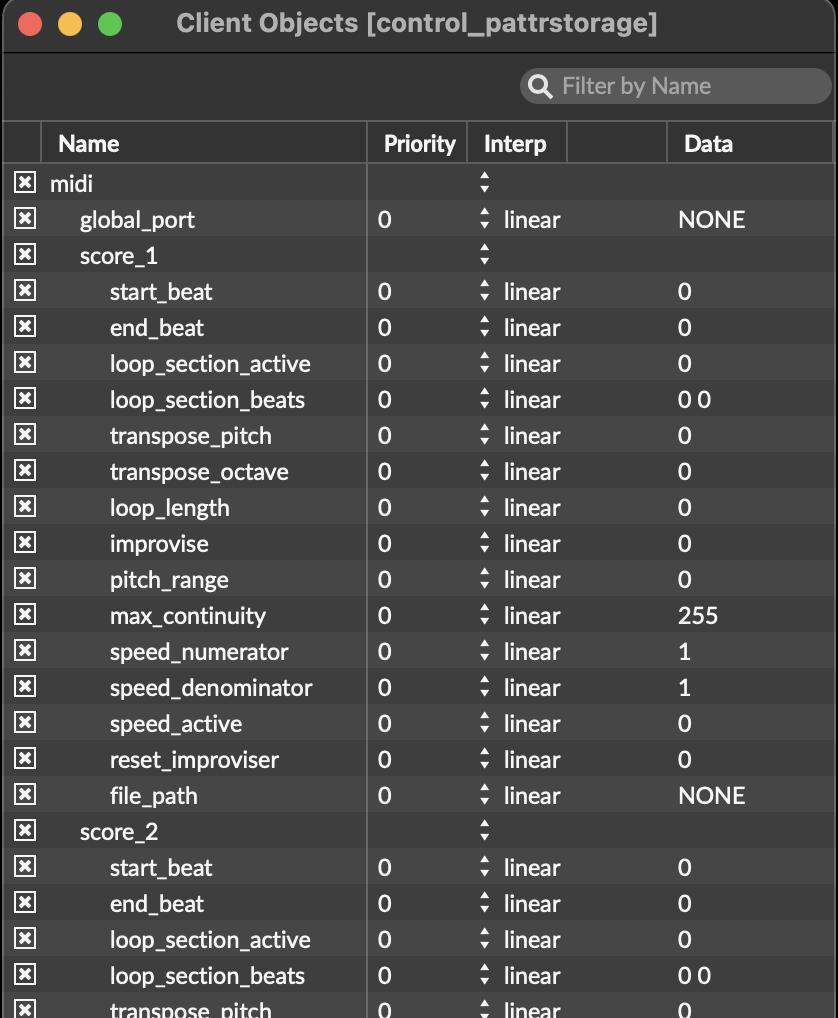 Client Objects [control_pattrstorage]
Filter by Name
Name Priority Interp Data
midi
global_port 0 linear NONE
score_1
start_beat 0 linear 0
end_beat 0 linear 0
loop_section_active 0 linear 0
loop_section_beats 0 linear 0 0
transpose_pitch 0 linear 0
transpose_octave 0 linear 0
loop_length 0 linear 0
improvise 0 linear 0
pitch_range 0 linear 0
max_continuity 0 linear 255
speed_numerator 0 linear 1
speed_denominator 0 linear 1
speed_active 0 linear 0
reset_improviser 0 linear 0
file_path 0 linear NONE
score_2
start_beat 0 linear 0
end_beat 0 linear 0
loop_section_active 0 linear 0
loop_section_beats 0 linear 0 0
transpose_pitch 0 linear 0